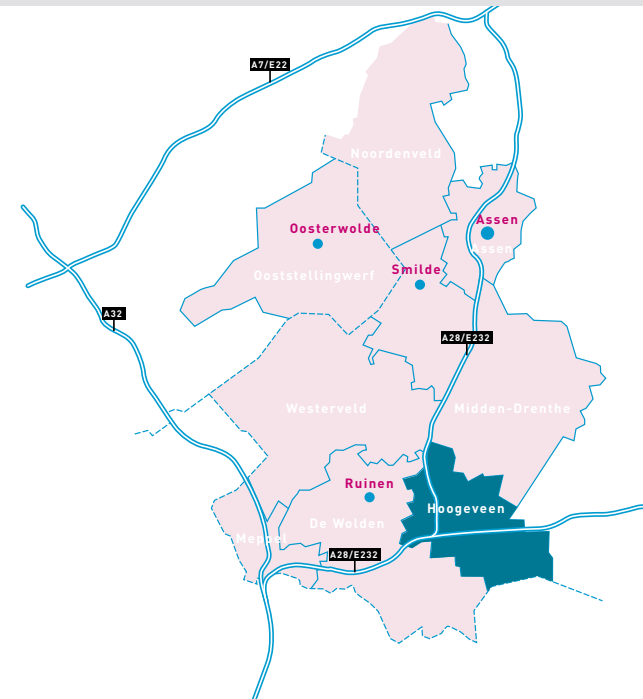 A7/E22
Noordenveld
Assen
Oosterwolde
Assen
Smilde
Ooststellingwerf
A32
A28/E232
Westerveld
Midden-Drenthe
Ruinen
Hoogeveen
De Wolden
Meppel
A28/E232